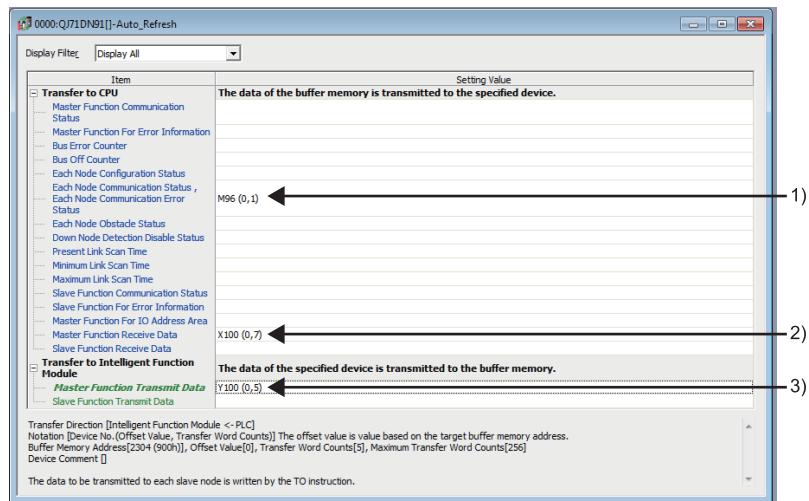 0000:QJ71DN91[]-Auto_Refresh
Display Filter Display All
Item Setting Value
Transfer to CPU The data of the buffer memory is transmitted to the specified device.
Master Function Communication
Status
Master Function For Error Information
Bus Error Counter
Bus Off Counter
Each Node Configuration Status
Each Node Communication Status ,
Each Node Communication Error M96 (0,1) 1)
Status
Each Node Obstacle Status
Down Node Detection Disable Status
Present Link Scan Time
Minimum Link Scan Time
Maximum Link Scan Time
Slave Function Communication Status
Slave Function For Error Information
Master Function For IO Address Area
Master Function Receive Data X100 (0,7) 2)
Slave Function Receive Data
Transfer to Intelligent Function
Module The data of the specified device is transmitted to the buffer memory.
Master Function Transmit Data Y100 (0,5) 3)
Slave Function Transmit Data
Transfer Direction [Intelligent Function Module <- PLC]
Notation [Device No.(Offset Value, Transfer Word Counts)] The offset value is value based on the target buffer memory address.
Buffer Memory Address[2304 (900h)], Offset Value[0], Transfer Word Counts[5], Maximum Transfer Word Counts[256]
Device Comment []
The data to be transmitted to each slave node is written by the TO instruction.